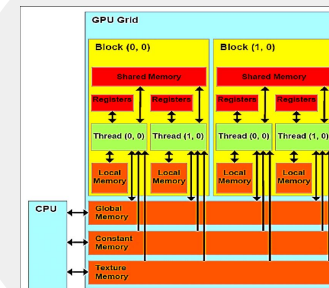 GPU Grid
Block (0, 0)
Block (1, 0)
Shared Memory
Shared Memory
Registers
Registers
Registers
Registers
Thread (0, 0)
Thread (1, 0)
Thread (0, 0)
Thread (1, 0)
Local
Memory
Local
Memory
Local
Memory
Local
Memory
CPU
Global
Memory
Constant
Memory
Texture
Memory